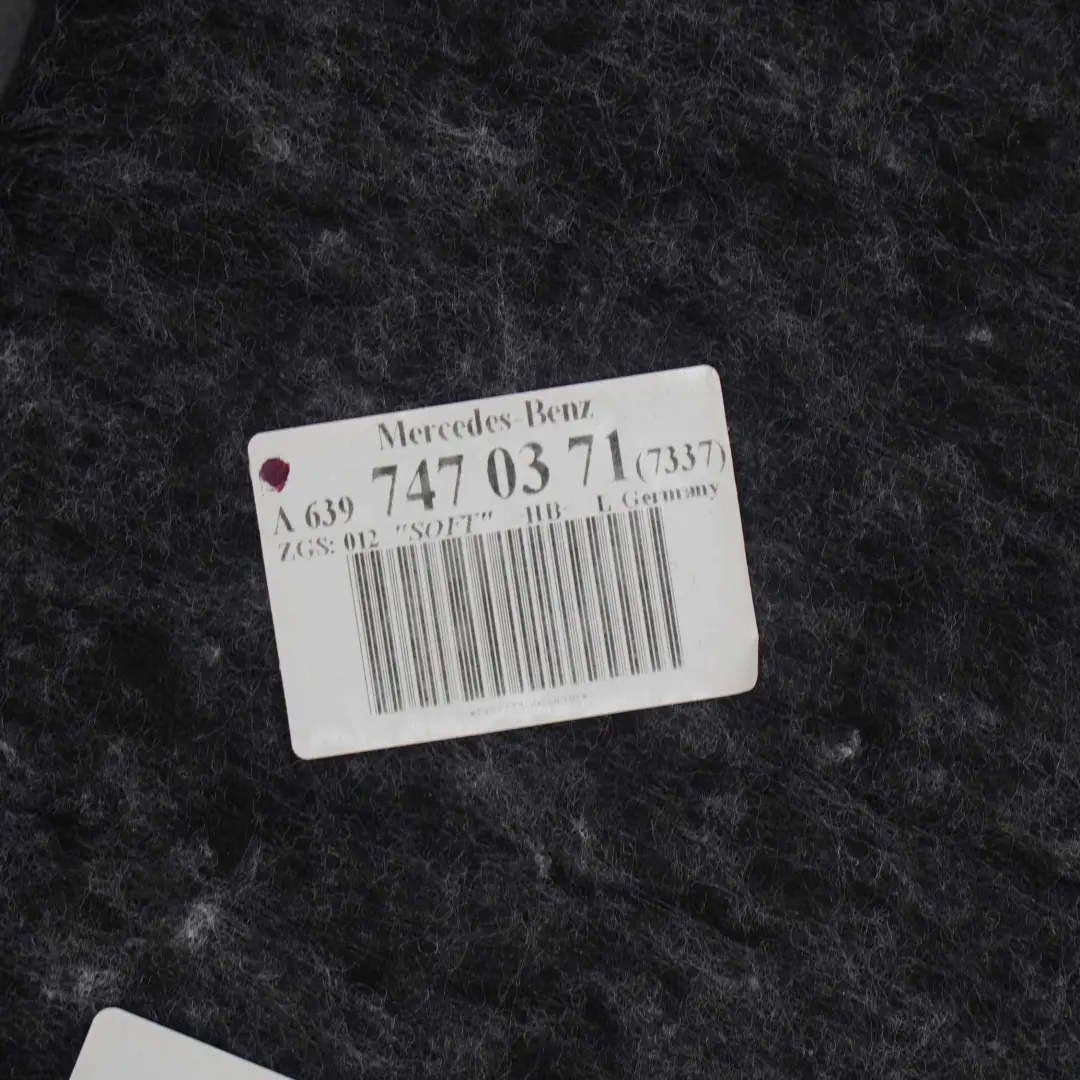 Mercedes-Benz
A 639 747 03 71 (7337)
ZGS: 012 "SOFT" -HB- L Germany